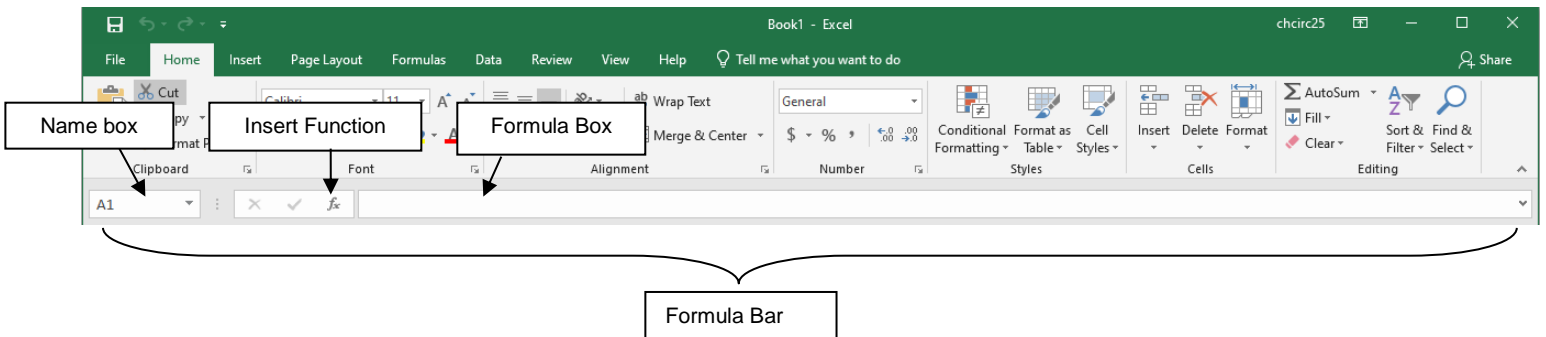 Book1 - Excel
chcirc25
File Home Insert Page Layout Formulas Data Review View Help Tell me what you want to do Share
Cut AutoSum
11 ab Wrap Text General Fill
Name box Insert Function Formula Box
Merge & Center $ % , .00 Conditional Formatting Format as Table Cell Styles Insert Delete Format Clear Sort & Filter Find & Select
Clipboard Font Alignment Number Styles Cells Editing
A1 fx
Formula Bar